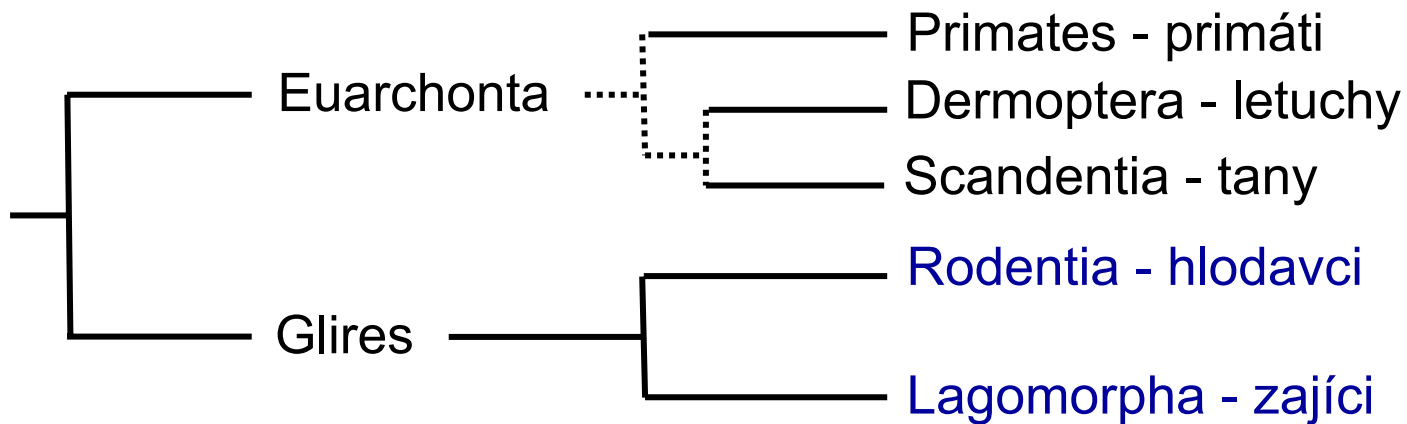 Primates - primáti
Euarchonta
Dermoptera - letuchy
Scandentia - tany
Rodentia - hlodavci
Glires
Lagomorpha - zajíci